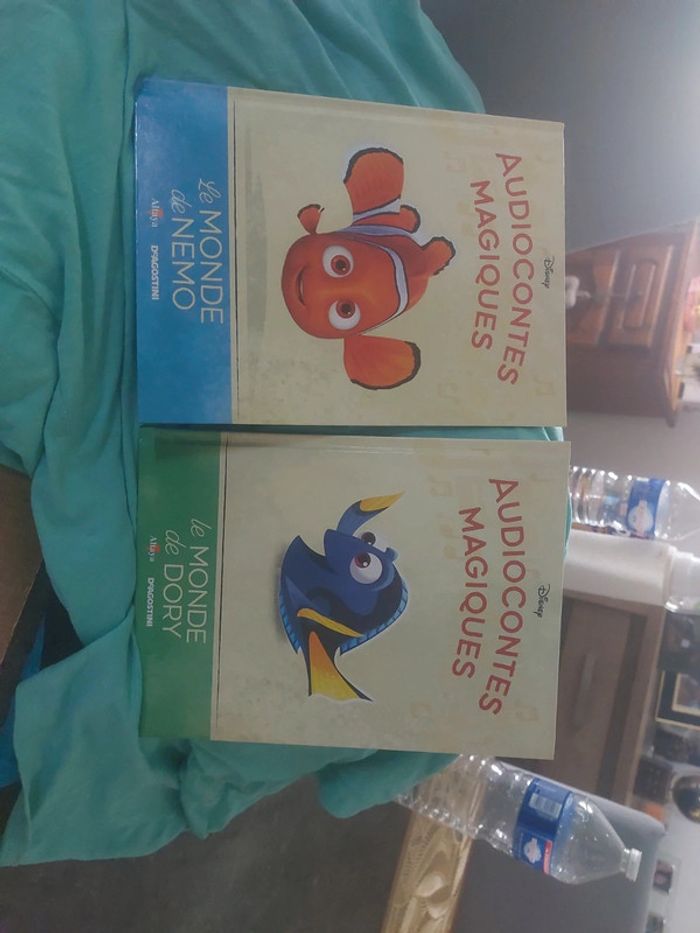 Disney
AUDIOCONTES
MAGIQUES
Le MONDE
de NEMO
Altaya
DeAGOSTINI
Disney
AUDIOCONTES
MAGIQUES
le MONDE
de DORY
Altaya
DeAGOSTINI